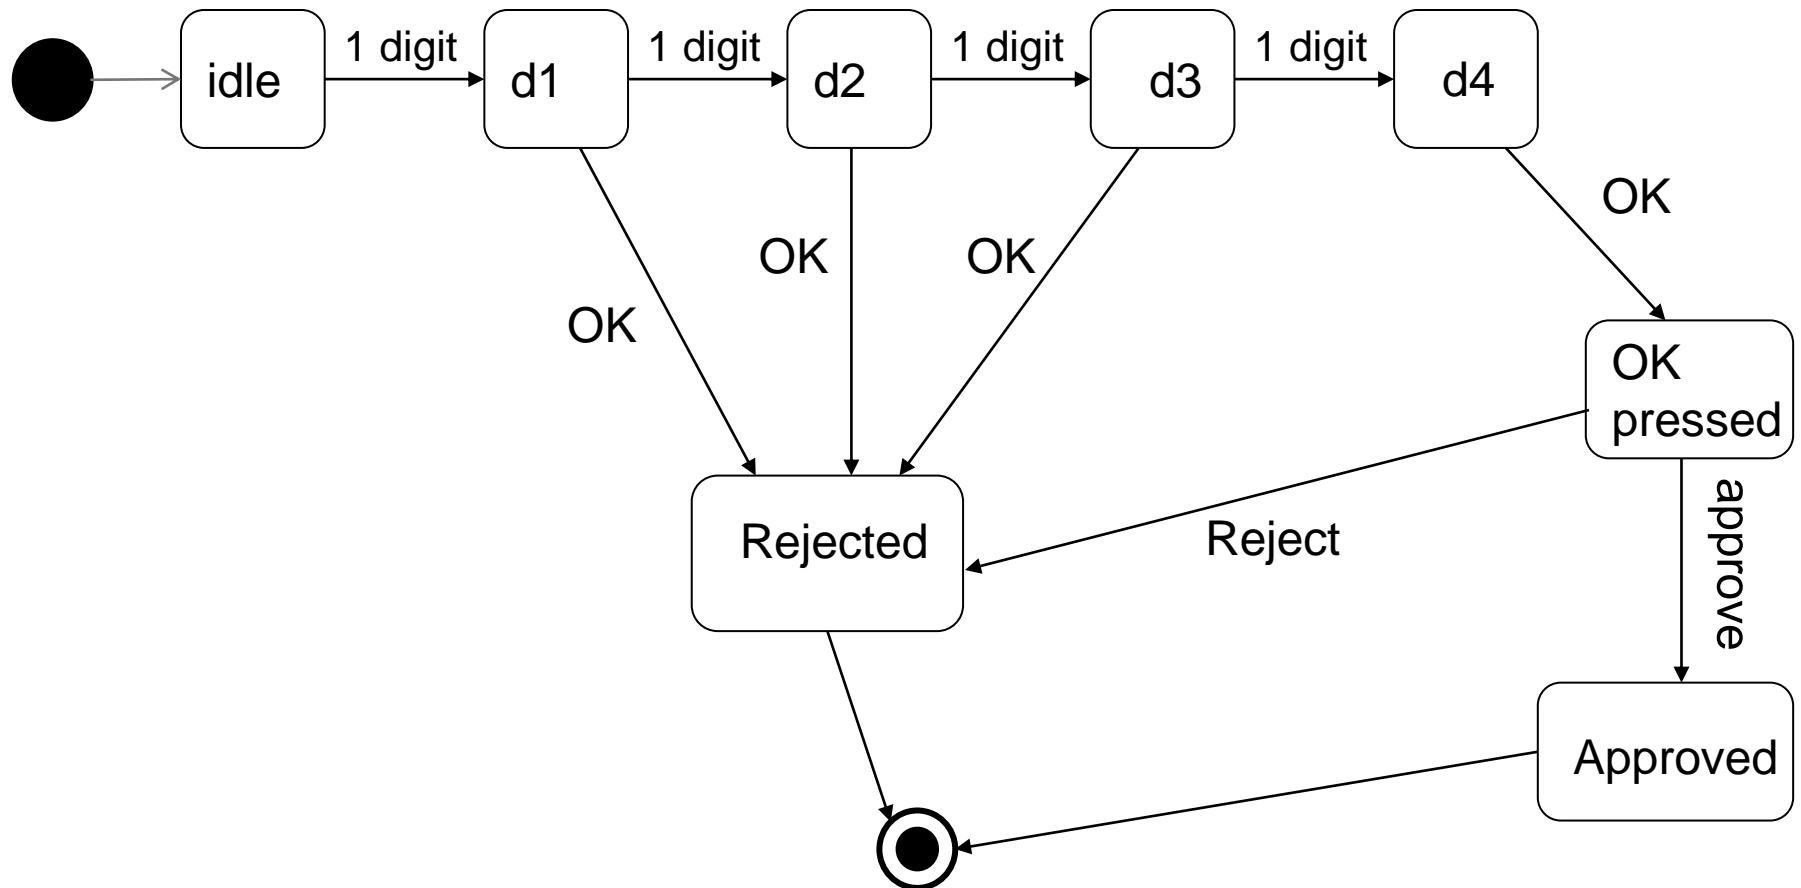 1 digit
1 digit
1 digit
1 digit
idle
d1
d2
d3
d4
OK
OK
OK
OK
OK
pressed
Reject
approve
Rejected
Approved